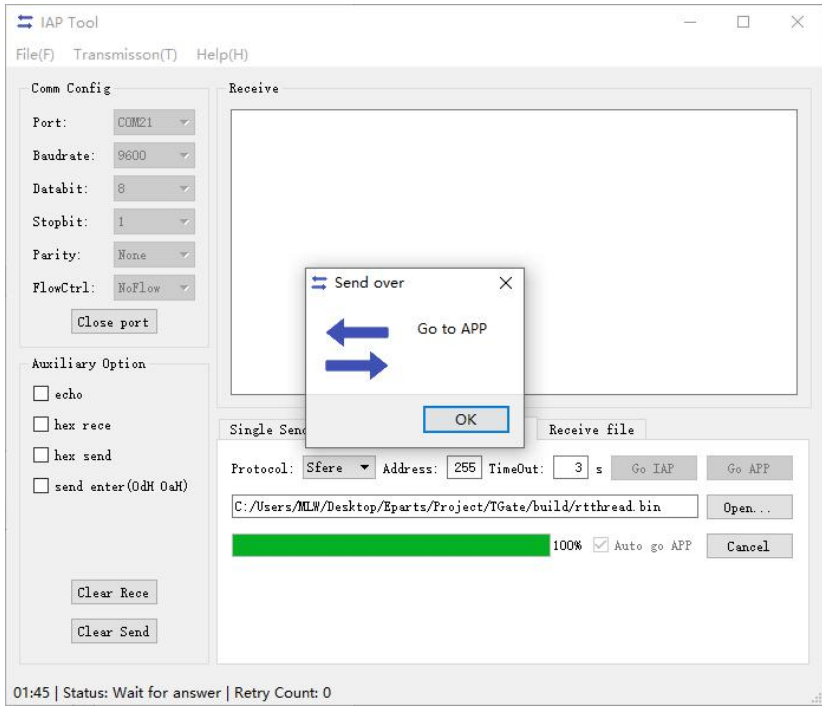 IAP Tool
File(F) Transmisson(T) Help(H)
Comm Config
Port: COM21
Baudrate: 9600
Databit: 8
Stopbit: 1
Parity: None
FlowCtrl: NoFlow
Close port
Auxiliary Option
echo
hex rece
hex send
send enter(0dH 0aH)
Clear Rece
Clear Send
Receive
Send over
Go to APP
OK
Single Send
Receive file
Protocol: Sfere Address: 255 TimeOut: 3 s Go IAP Go APP
C:/Users/MLW/Desktop/Eparts/Project/TGate/build/rtthread.bin Open...
100% Auto go APP Cancel
01:45 | Status: Wait for answer | Retry Count: 0